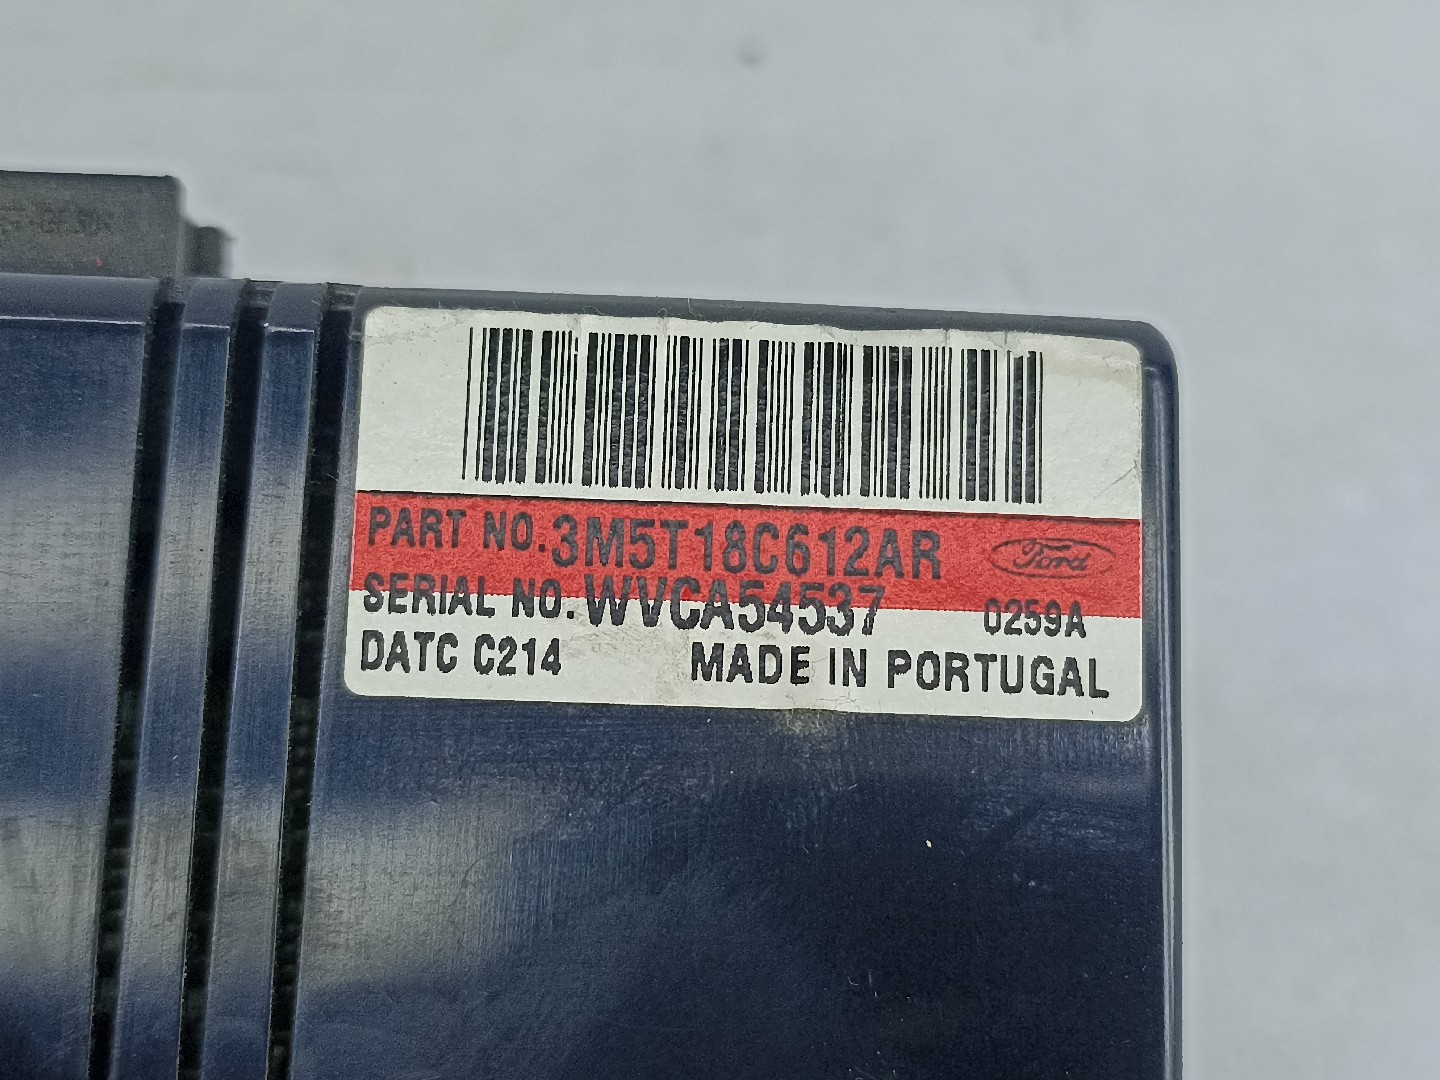 PART NO. 3M5T18C612AR Ford
SERIAL NO. WVCA54537 0259A
DATC C214 MADE IN PORTUGAL